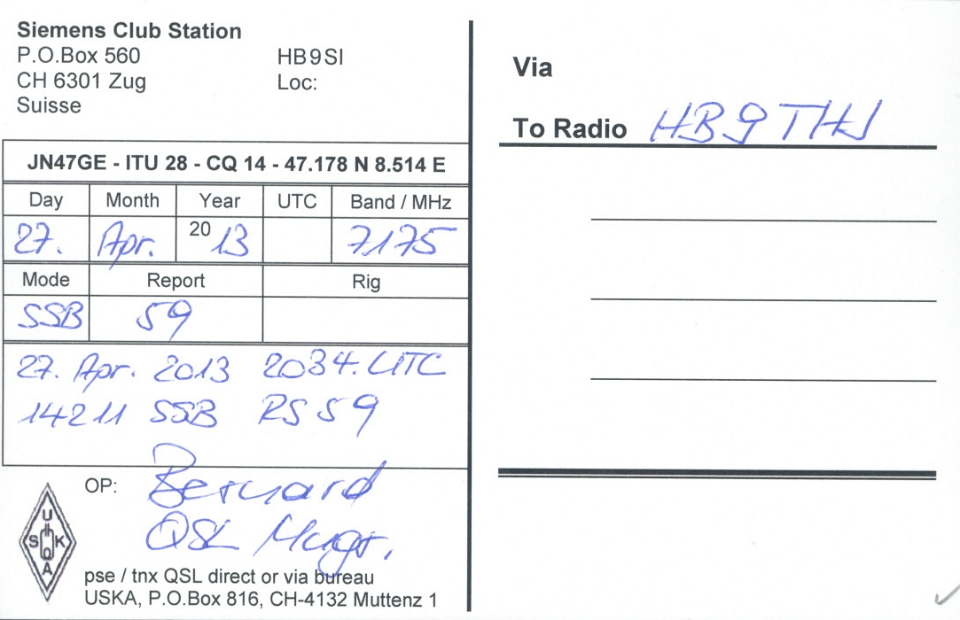 Siemens Club Station
P.O.Box 560 HB9SI
CH 6301 Zug Loc:
Suisse
JN47GE - ITU 28 - CQ 14 - 47.178 N 8.514 E
Day Month Year UTC Band / MHz
27. Apr. 20 13 7175
Mode Report Rig
SSB 59
27. Apr. 2013 2034. UTC
14211 SSB RS 59
OP: Bernard
QSL Mngr.
USKA
pse / tnx QSL direct or via bureau
USKA, P.O.Box 816, CH-4132 Muttenz 1
Via
To Radio HB9THJ